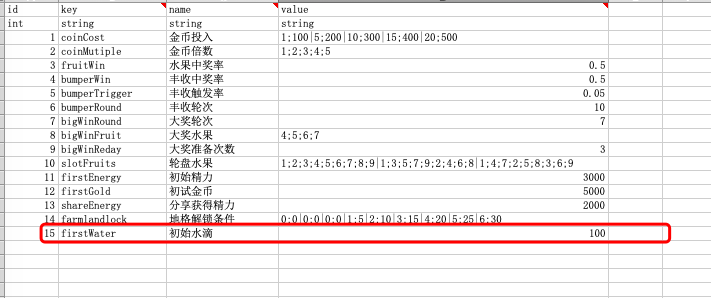 id key name value
int string string string
1 coinCost 金币投入 1;100|5;200|10;300|15;400|20;500
2 coinMutiple 金币倍数 1;2;3;4;5
3 fruitWin 水果中奖率 0.5
4 bumperWin 丰收中奖率 0.5
5 bumperTrigger 丰收触发率 0.05
6 bumperRound 丰收轮次 10
7 bigWinRound 大奖轮次 7
8 bigWinFruit 大奖水果 4;5;6;7
9 bigWinReday 大奖准备次数 3
10 slotFruits 轮盘水果 1;2;3;4;5;6;7;8;9|1;3;5;7;9;2;4;6;8|1;4;7;2;5;8;3;6;9
11 firstEnergy 初始精力 3000
12 firstGold 初试金币 5000
13 shareEnergy 分享获得精力 2000
14 farmlandlock 地格解锁条件 0:0|0:0|0:0|1:5|2:10|3:15|4:20|5:25|6:30
15 firstWater 初始水滴 100